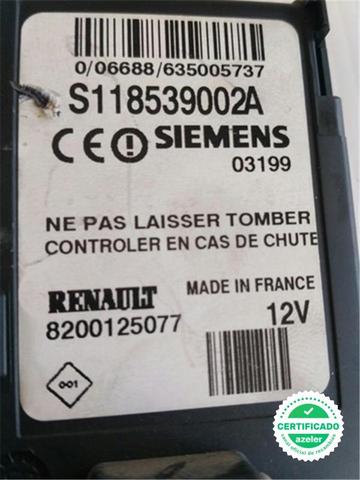 0/06688/635005737
S118539002A
CE SIEMENS
03199
NE PAS LAISSER TOMBER
CONTROLER EN CAS DE CHUTE
RENAULT MADE IN FRANCE
8200125077 12V
001
CERTIFICADO
azeler